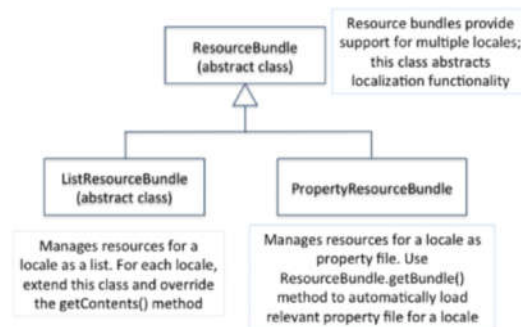 ResourceBundle
(abstract class)
Resource bundles provide
support for multiple locales;
this class abstracts
localization functionality
ListResourceBundle
(abstract class)
PropertyResourceBundle
Manages resources for a
locale as a list. For each locale,
extend this class and override
the getContents() method
Manages resources for a locale as
property file. Use
ResourceBundle.getBundle()
method to automatically load
relevant property file for a locale